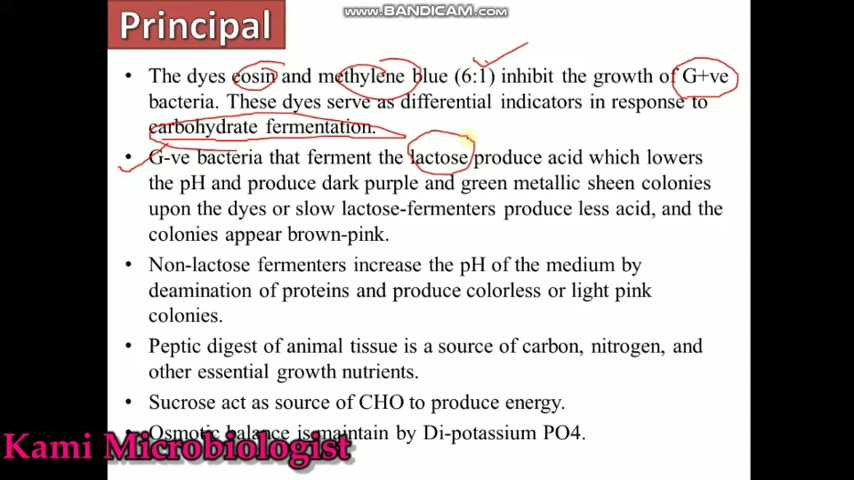 www.BANDICAM.com
Principal
• The dyes eosin and methylene blue (6:1) inhibit the growth of G+ve
bacteria. These dyes serve as differential indicators in response to
carbohydrate fermentation.
• G-ve bacteria that ferment the lactose produce acid which lowers
the pH and produce dark purple and green metallic sheen colonies
upon the dyes or slow lactose-fermenters produce less acid, and the
colonies appear brown-pink.
• Non-lactose fermenters increase the pH of the medium by
deamination of proteins and produce colorless or light pink
colonies.
• Peptic digest of animal tissue is a source of carbon, nitrogen, and
other essential growth nutrients.
• Sucrose act as source of CHO to produce energy.
• Osmotic balance is maintain by Di-potassium PO4.
Kami Microbiologist